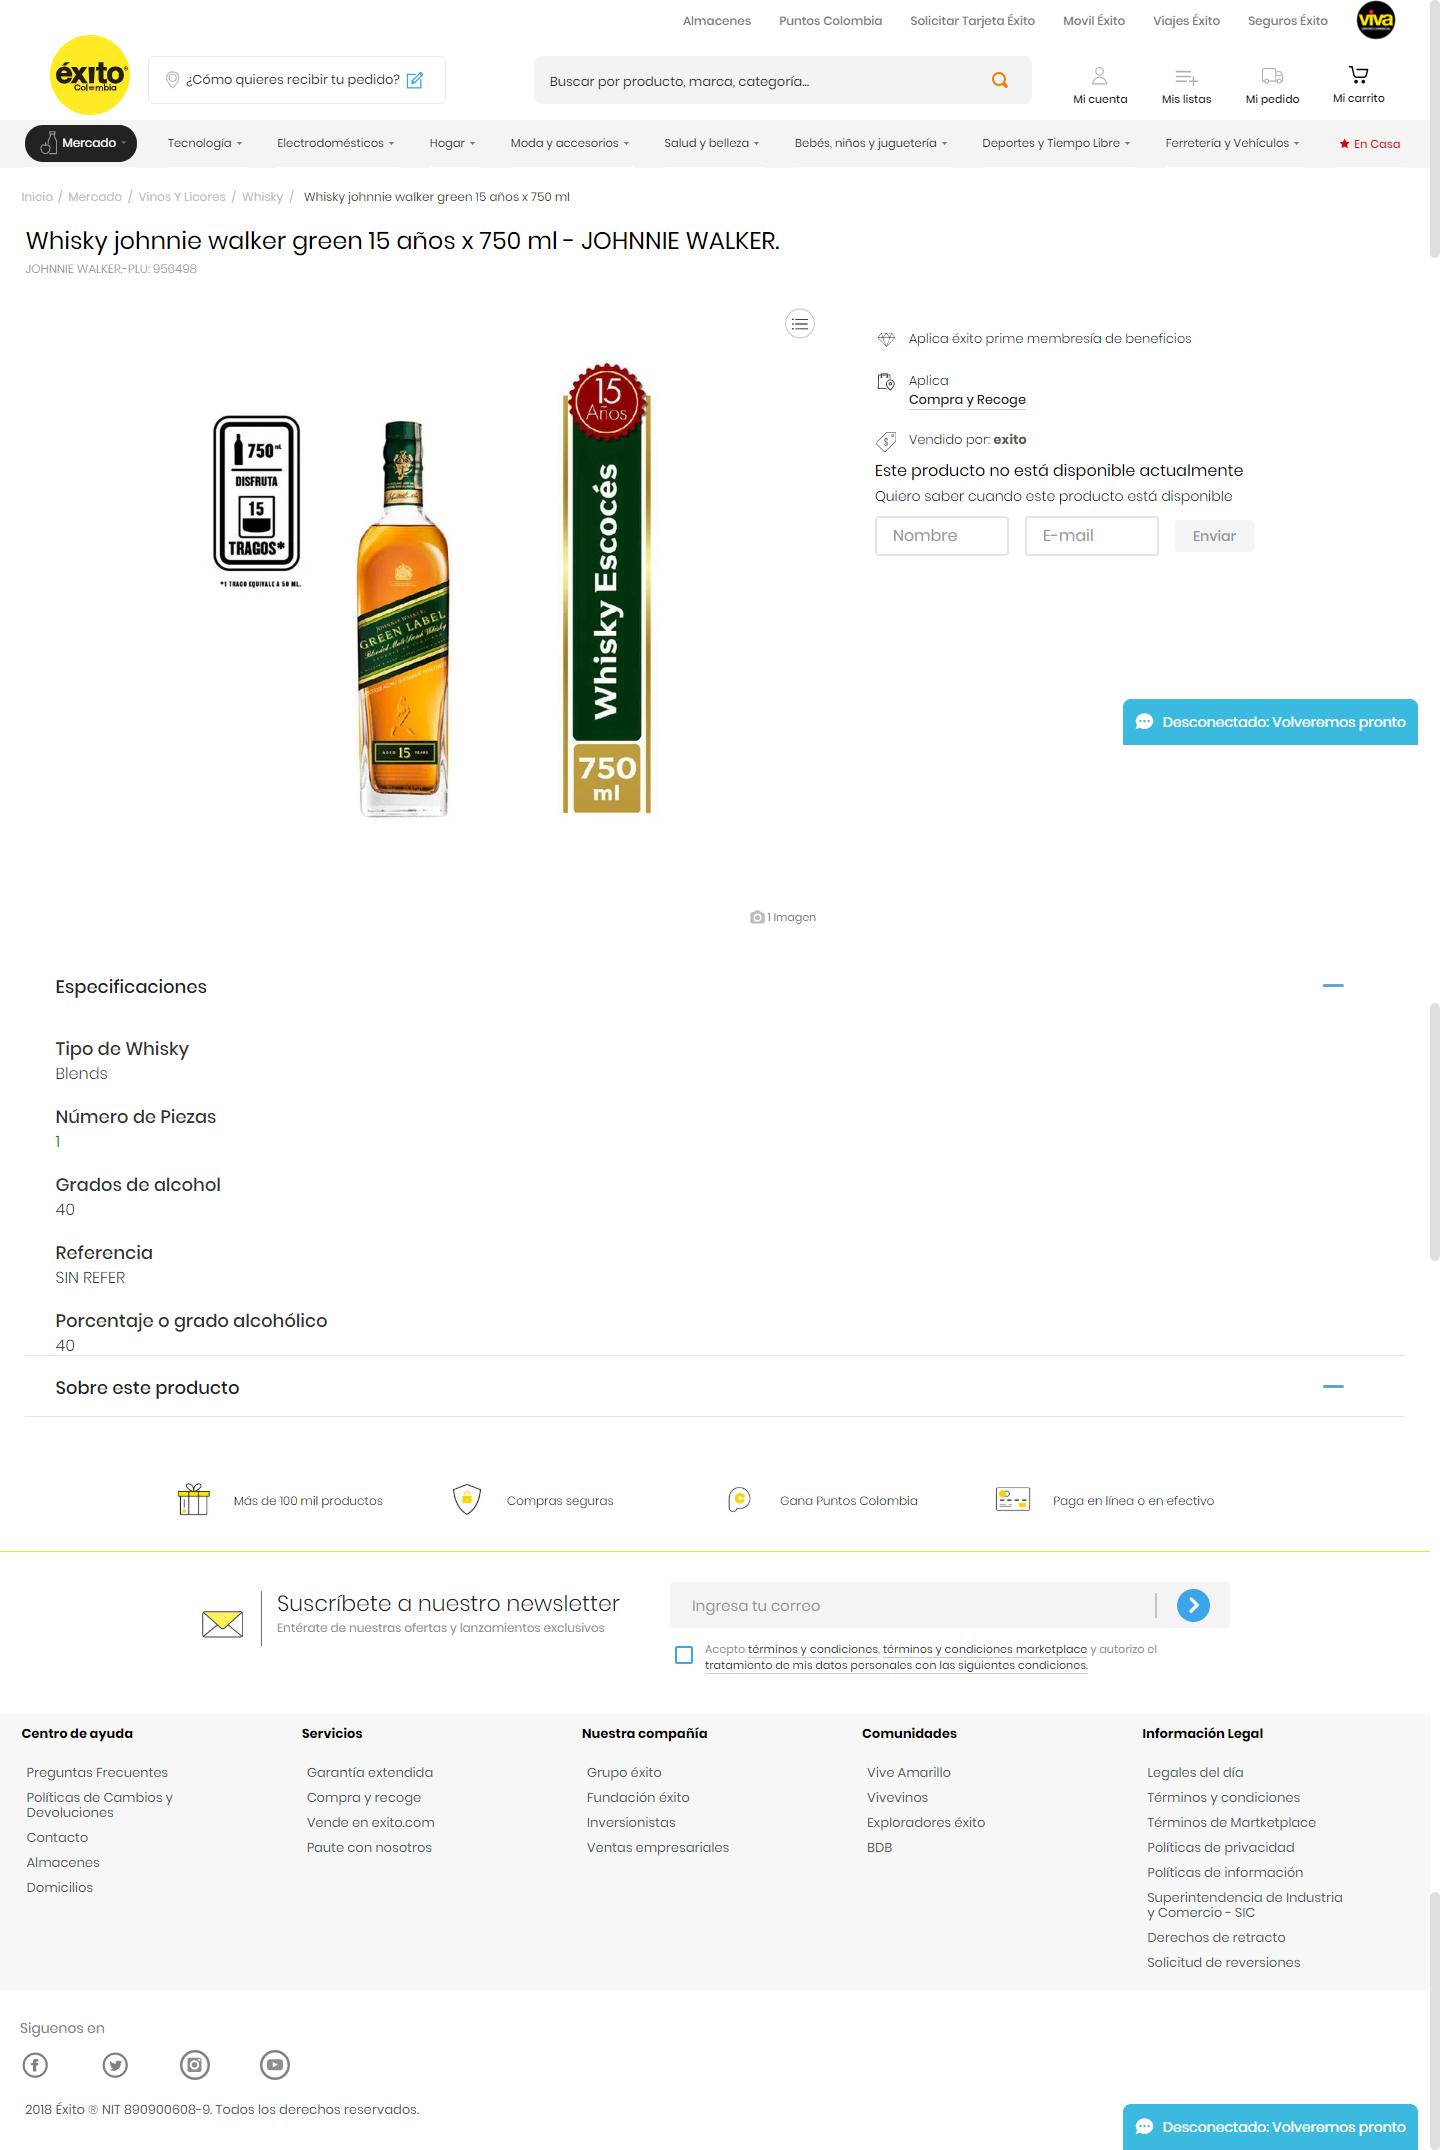 Almacenes Puntos Colombia Solicitar Tarjeta Éxito Movil Éxito Viajes Éxito Seguros Éxito viva
éxito
Colombia
¿Cómo quieres recibir tu pedido?
Buscar por producto, marca, categoría...
Mi cuenta Mis listas Mi pedido Mi carrito
Mercado Tecnología Electrodomésticos Hogar Moda y accesorios Salud y belleza Bebés, niños y juguetería Deportes y Tiempo Libre Ferretería y Vehículos En Casa
Inicio / Mercado / Vinos Y Licores / Whisky / Whisky johnnie walker green 15 años x 750 ml
Whisky johnnie walker green 15 años x 750 ml - JOHNNIE WALKER.
JOHNNIE WALKER.-PLU: 956498
750 ml
DISFRUTA
15
TRAGOS*
*1 TRAGO EQUIVALE A 50 ML.
JOHNNIE WALKER.
GREEN LABEL
Blended Malt Scotch Whisky
AGED 15 YEARS
15
Años
Whisky Escocés
750
ml
1 Imagen
Aplica éxito prime membresía de beneficios
Aplica
Compra y Recoge
Vendido por: exito
Este producto no está disponible actualmente
Quiero saber cuando este producto está disponible
Nombre E-mail Enviar
Desconectado: Volveremos pronto
Especificaciones
Tipo de Whisky
Blends
Número de Piezas
1
Grados de alcohol
40
Referencia
SIN REFER
Porcentaje o grado alcohólico
40
Sobre este producto
Más de 100 mil productos Compras seguras Gana Puntos Colombia Paga en línea o en efectivo
Suscríbete a nuestro newsletter
Entérate de nuestras ofertas y lanzamientos exclusivos
Ingresa tu correo
Acepto términos y condiciones, términos y condiciones marketplace y autorizo el
tratamiento de mis datos personales con las siguientes condiciones.
Centro de ayuda
Preguntas Frecuentes
Políticas de Cambios y
Devoluciones
Contacto
Almacenes
Domicilios
Servicios
Garantía extendida
Compra y recoge
Vende en exito.com
Paute con nosotros
Nuestra compañía
Grupo éxito
Fundación éxito
Inversionistas
Ventas empresariales
Comunidades
Vive Amarillo
Vivevinos
Exploradores éxito
BDB
Información Legal
Legales del día
Términos y condiciones
Términos de Martketplace
Políticas de privacidad
Políticas de información
Superintendencia de Industria
y Comercio - SIC
Derechos de retracto
Solicitud de reversiones
Siguenos en
2018 Éxito ® NIT 890900608-9. Todos los derechos reservados.
Desconectado: Volveremos pronto